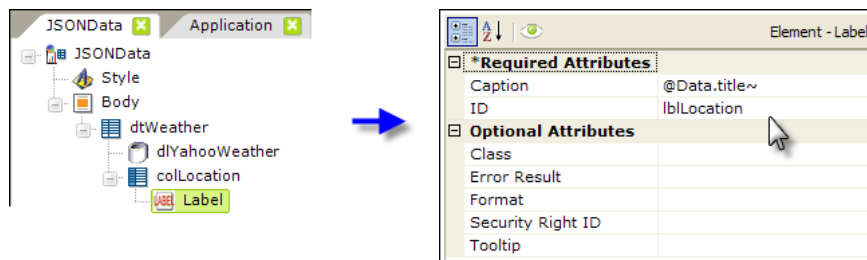 JSONData Application
JSONData
Style
Body
dtWeather
dlYahooWeather
colLocation
LABEL Label
A Z Element - Label
*Required Attributes
Caption @Data.title~
ID lblLocation
Optional Attributes
Class
Error Result
Format
Security Right ID
Tooltip